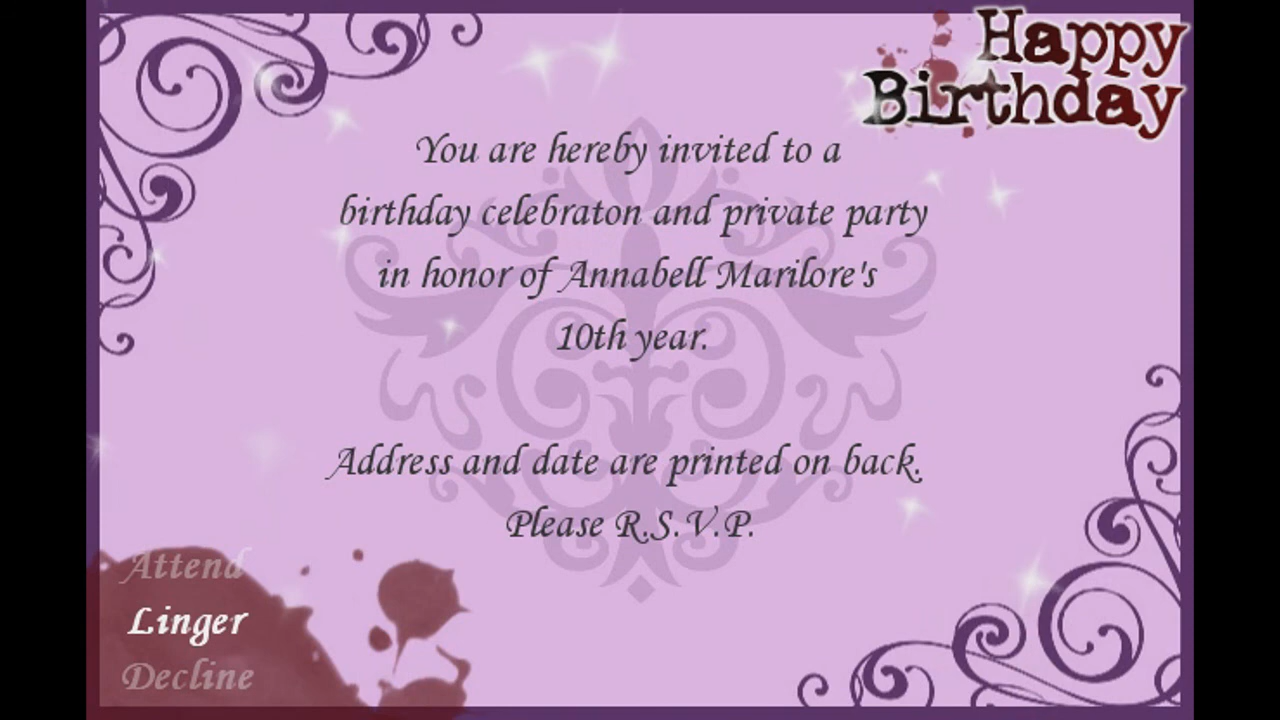 Happy
Birthday
You are hereby invited to a
birthday celebraton and private party
in honor of Annabell Marilore's
10th year.
Address and date are printed on back.
Please R.S.V.P.
Attend
Linger
Decline